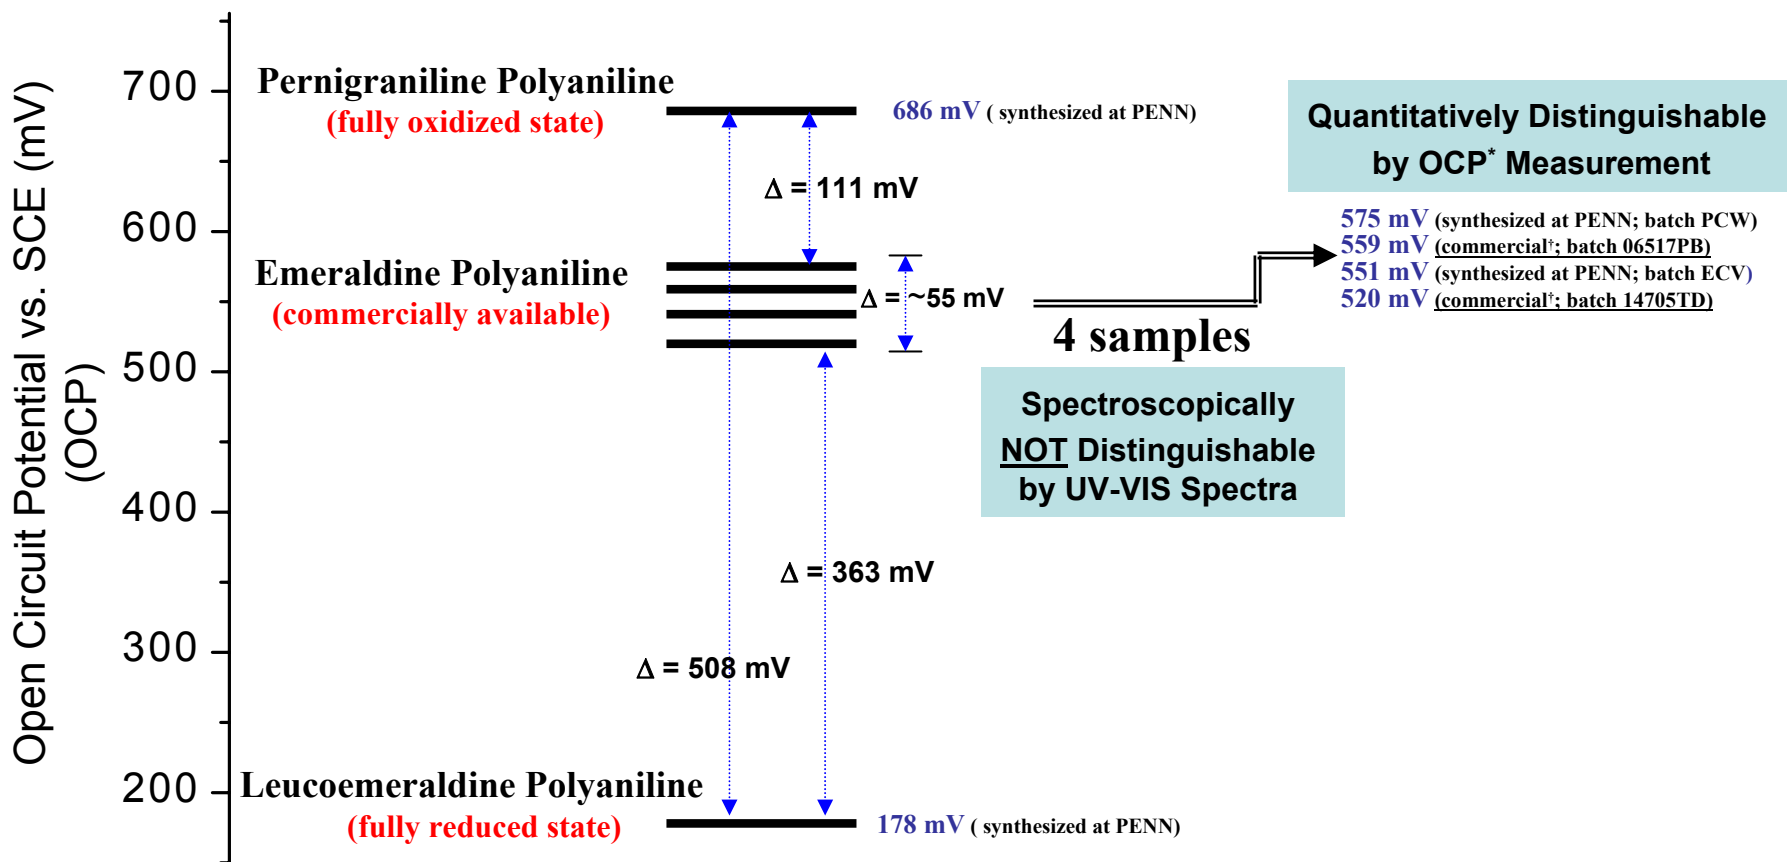 Open Circuit Potential vs. SCE (mV)
(OCP)
700
600
500
400
300
200
Pernigraniline Polyaniline
(fully oxidized state)
686 mV ( synthesized at PENN)
Δ = 111 mV
Emeraldine Polyaniline
(commercially available)
Δ = ~55 mV
4 samples
Quantitatively Distinguishable
by OCP* Measurement
575 mV (synthesized at PENN; batch PCW)
559 mV (commercial†; batch 06517PB)
551 mV (synthesized at PENN; batch ECV)
520 mV (commercial†; batch 14705TD)
Spectroscopically
NOT Distinguishable
by UV-VIS Spectra
Δ = 363 mV
Δ = 508 mV
Leucoemeraldine Polyaniline
(fully reduced state)
178 mV ( synthesized at PENN)